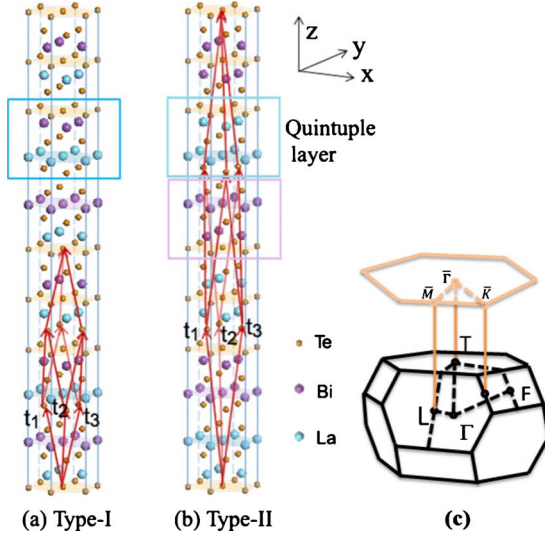 z
y
x
Quintuple
layer
t1
t2
t3
t1
t2
t3
Te
Bi
La
Γ̄
M̄
K̄
T
L
Γ
F
(a) Type-I
(b) Type-II
(c)